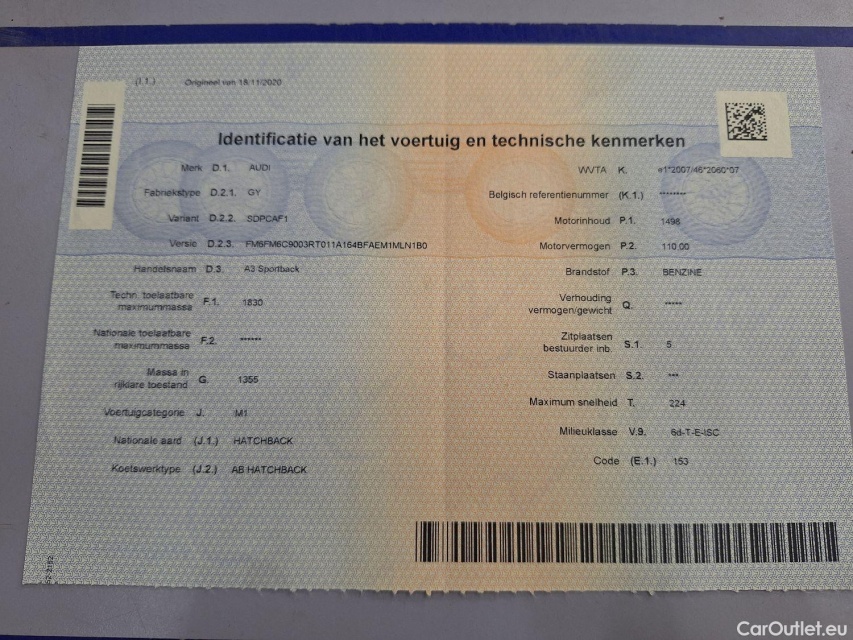 (I.1.) Origineel van 18/11/2020
Identificatie van het voertuig en technische kenmerken
Merk D.1. AUDI
Fabriekstype D.2.1. GY
Variant D.2.2. SDPCAF1
Versie D.2.3. FM6FM6C9003RT011A164BFAEM1MLN1B0
Handelsnaam D.3. A3 Sportback
Techn. toelaatbare
maximummassa F.1. 1830
Nationale toelaatbare
maximummassa F.2. ******
Massa in
rijklare toestand G. 1355
Voertuigcategorie J. M1
Nationale aard (J.1.) HATCHBACK
Koetswerktype (J.2.) AB HATCHBACK
WVTA K. e1*2007/46*2060*07
Belgisch referentienummer (K.1.) ********
Motorinhoud P.1. 1498
Motorvermogen P.2. 110.00
Brandstof P.3. BENZINE
Verhouding
vermogen/gewicht Q. *****
Zitplaatsen
bestuurder inb. S.1. 5
Staanplaatsen S.2. ***
Maximum snelheid T. 224
Milieuklasse V.9. 6d-T-E-ISC
Code (E.1.) 153
CarOutlet.eu